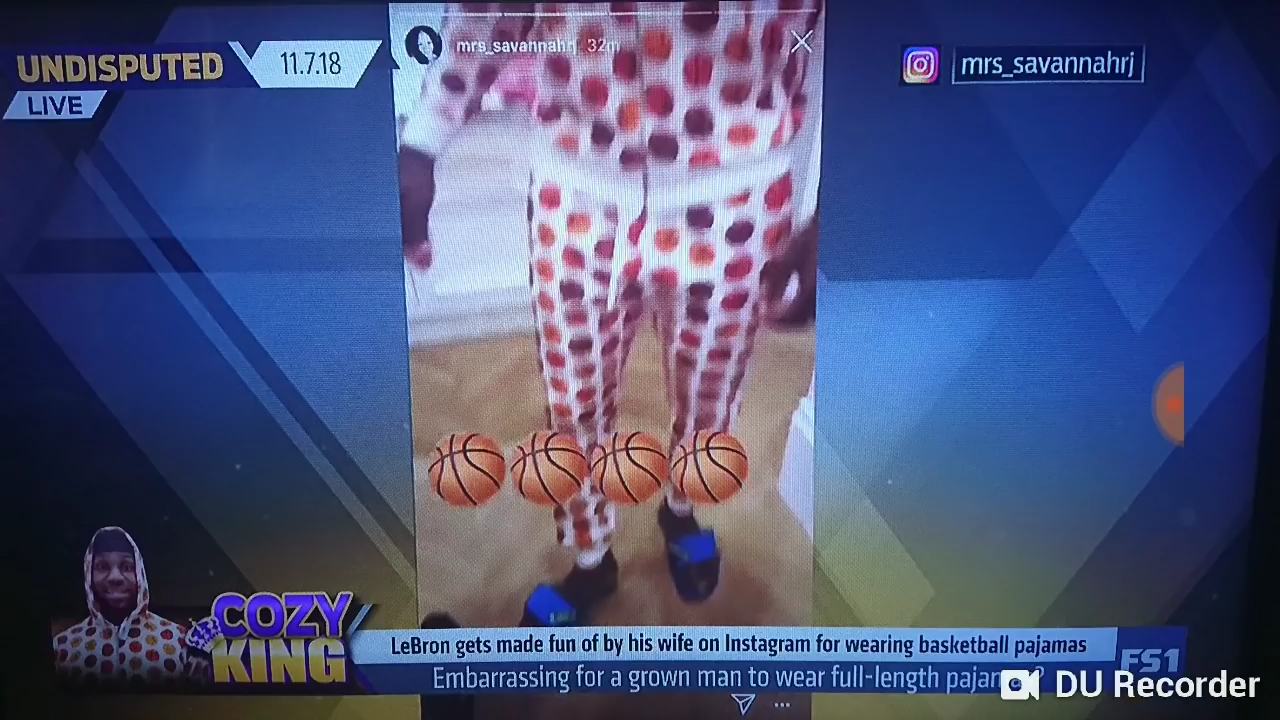 UNDISPUTED
11.7.18
LIVE
mrs_savannahrj 32m
mrs_savannahrj
COZY
KING
LeBron gets made fun of by his wife on Instagram for wearing basketball pajamas
Embarrassing for a grown man to wear full-length
FS1
DU Recorder